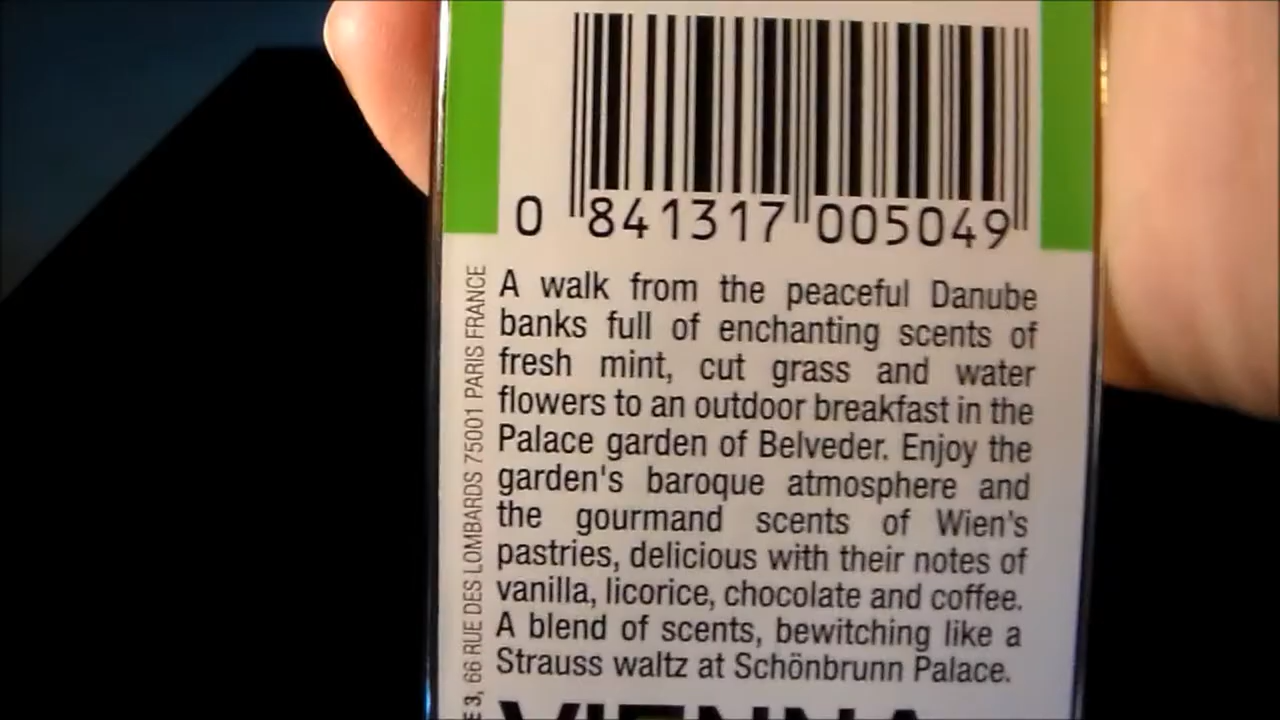 0 841317 005049
A walk from the peaceful Danube
banks full of enchanting scents of
fresh mint, cut grass and water
flowers to an outdoor breakfast in the
Palace garden of Belveder. Enjoy the
garden's baroque atmosphere and
the gourmand scents of Wien's
pastries, delicious with their notes of
vanilla, licorice, chocolate and coffee.
A blend of scents, bewitching like a
Strauss waltz at Schönbrunn Palace.
VIENNA
3, 66 RUE DES LOMBARDS 75001 PARIS FRANCE